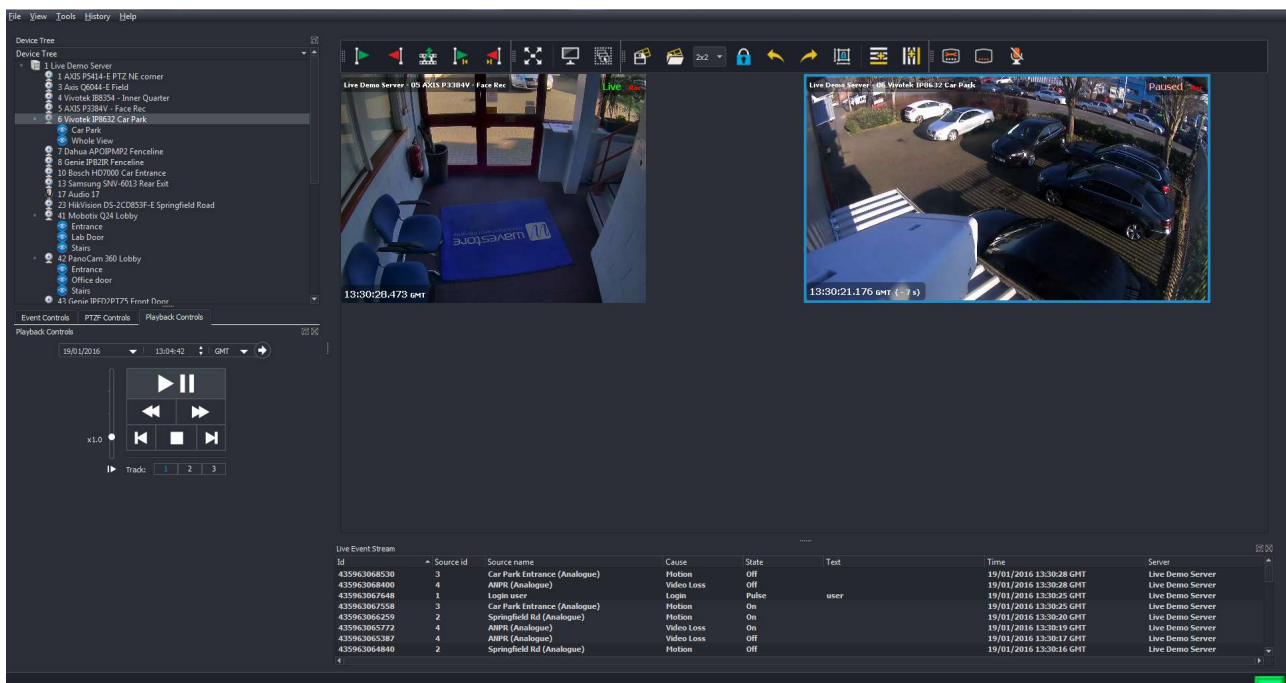 File View Tools History Help
Device Tree
Device Tree
1 Live Demo Server
1 AXIS P5414-E PTZ NE corner
3 Axis Q6044-E Field
4 Vivotek IB8354 - Inner Quarter
5 AXIS P3384V - Face Rec
6 Vivotek IP8632 Car Park
Car Park
Whole View
7 Dahua APOIPMP2 Fenceline
8 Genie IPB2IR Fenceline
10 Bosch HD7000 Car Entrance
13 Samsung SNV-6013 Rear Exit
17 Audio 17
23 HikVision DS-2CD853F-E Springfield Road
41 Mobotix Q24 Lobby
Entrance
Lab Door
Stairs
42 PanoCam 360 Lobby
Entrance
Office door
Stairs
43 Genie IPFD2PTZ5 Front Door
Event Controls PTZF Controls Playback Controls
Playback Controls
19/01/2016 13:04:42 GMT
x1.0
Track: 1 2 3
2x2
Live Demo Server - 05 AXIS P3384V - Face Rec Live Rec
wavestore
13:30:28.473 GMT
Live Demo Server - 06 Vivotek IP8632 Car Park Paused Rec
13:30:21.176 GMT (- 7 s)
Live Event Stream
Id Source id Source name Cause State Text Time Server
435963068530 3 Car Park Entrance (Analogue) Motion Off 19/01/2016 13:30:28 GMT Live Demo Server
435963068400 4 ANPR (Analogue) Video Loss Off 19/01/2016 13:30:28 GMT Live Demo Server
435963067648 1 Login user Login Pulse user 19/01/2016 13:30:25 GMT Live Demo Server
435963067558 3 Car Park Entrance (Analogue) Motion On 19/01/2016 13:30:25 GMT Live Demo Server
435963066259 2 Springfield Rd (Analogue) Motion On 19/01/2016 13:30:20 GMT Live Demo Server
435963065772 4 ANPR (Analogue) Video Loss On 19/01/2016 13:30:19 GMT Live Demo Server
435963065387 4 ANPR (Analogue) Video Loss Off 19/01/2016 13:30:17 GMT Live Demo Server
435963064840 2 Springfield Rd (Analogue) Motion Off 19/01/2016 13:30:16 GMT Live Demo Server